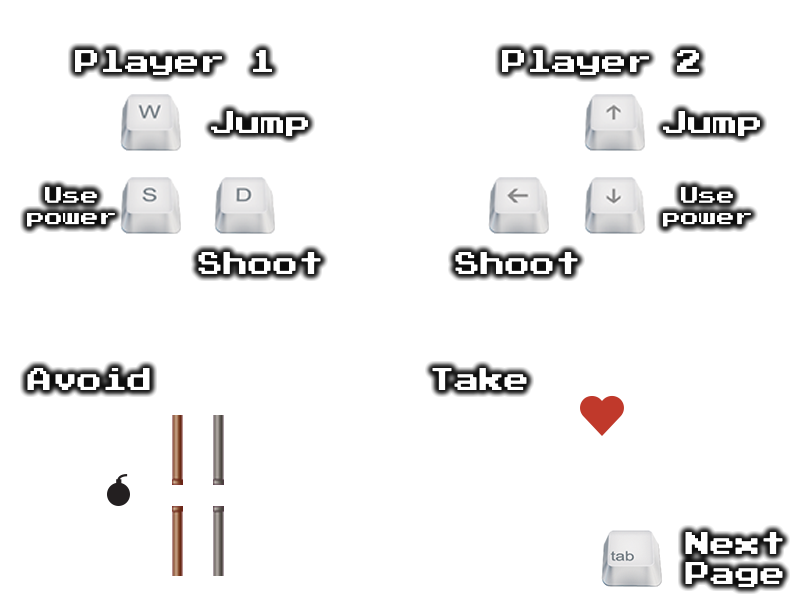 Player 1
W
Jump
Use
power
S
D
Shoot
Player 2
↑
Jump
←
↓
Use
power
Shoot
Avoid
Take
tab
Next
Page